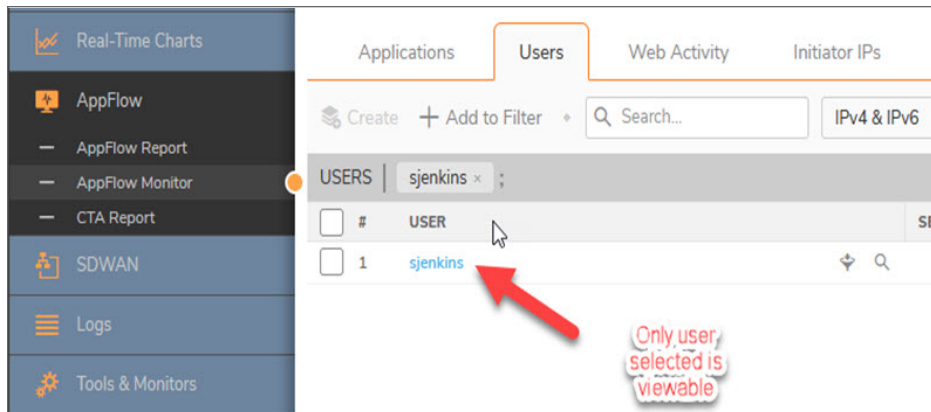 Real-Time Charts
AppFlow
AppFlow Report
AppFlow Monitor
CTA Report
SDWAN
Logs
Tools & Monitors
Applications
Users
Web Activity
Initiator IPs
Create
+ Add to Filter
Search...
IPv4 & IPv6
USERS | sjenkins × ;
# USER SE
1 sjenkins
Only user
selected is
viewable